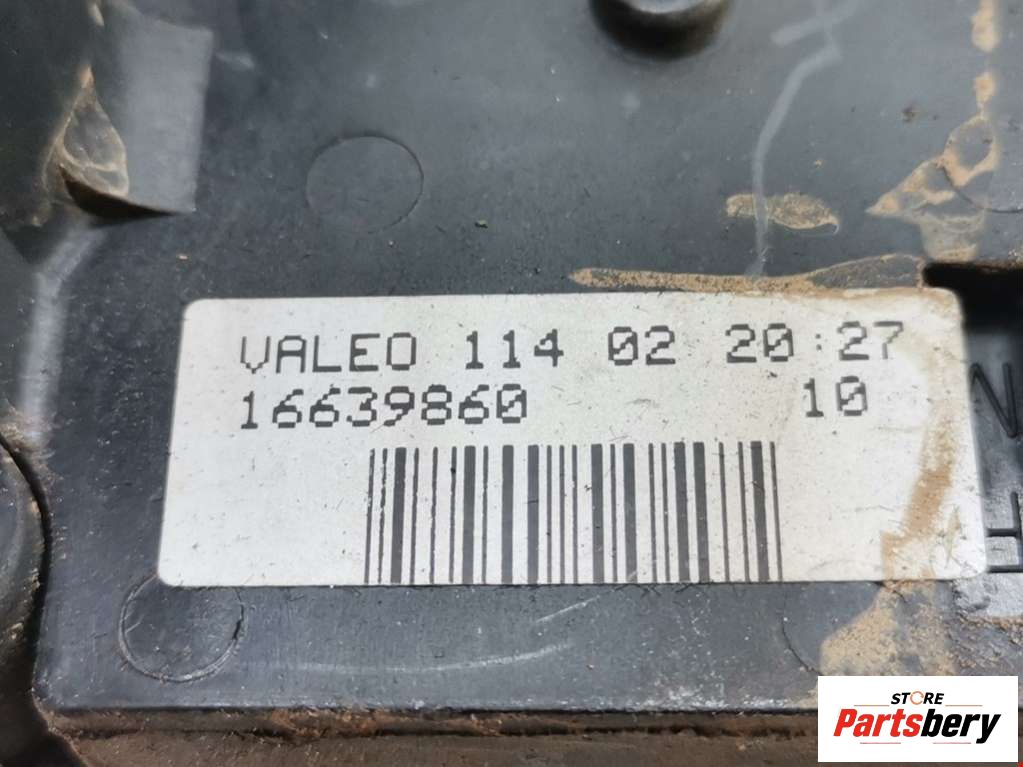 VALEO 114 02 20:27
16639860 10
N
H
STORE
Partsbery